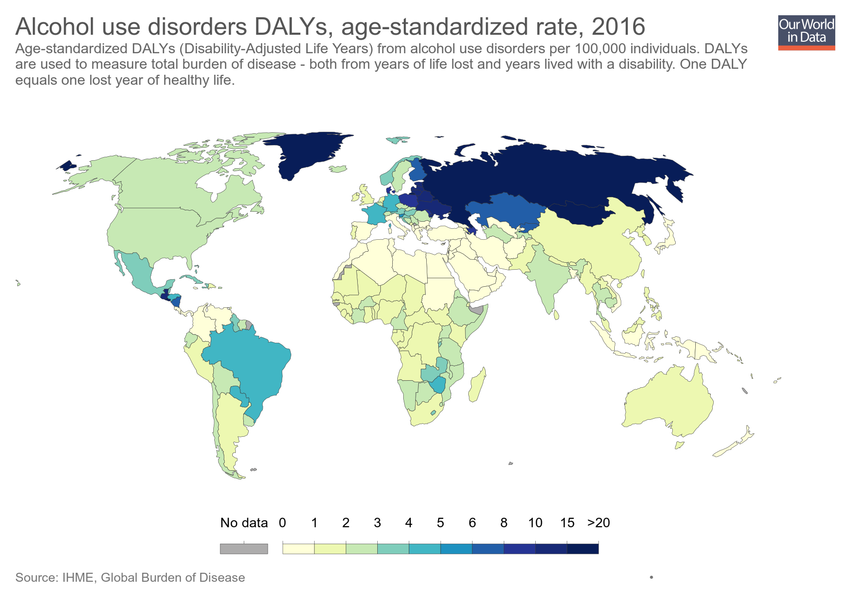 Alcohol use disorders DALYs, age-standardized rate, 2016
Our World
in Data
Age-standardized DALYs (Disability-Adjusted Life Years) from alcohol use disorders per 100,000 individuals. DALYs
are used to measure total burden of disease - both from years of life lost and years lived with a disability. One DALY
equals one lost year of healthy life.
No data 0 1 2 3 4 5 6 8 10 15 >20
Source: IHME, Global Burden of Disease